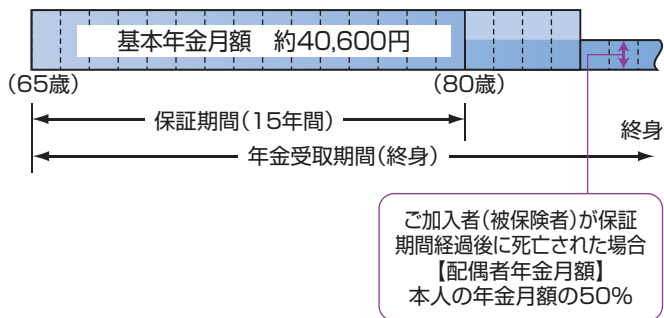 基本年金月額 約40,600円
(65歳)
(80歳)
保証期間(15年間)
終身
年金受取期間(終身)
ご加入者(被保険者)が保証
期間経過後に死亡された場合
【配偶者年金月額】
本人の年金月額の50%